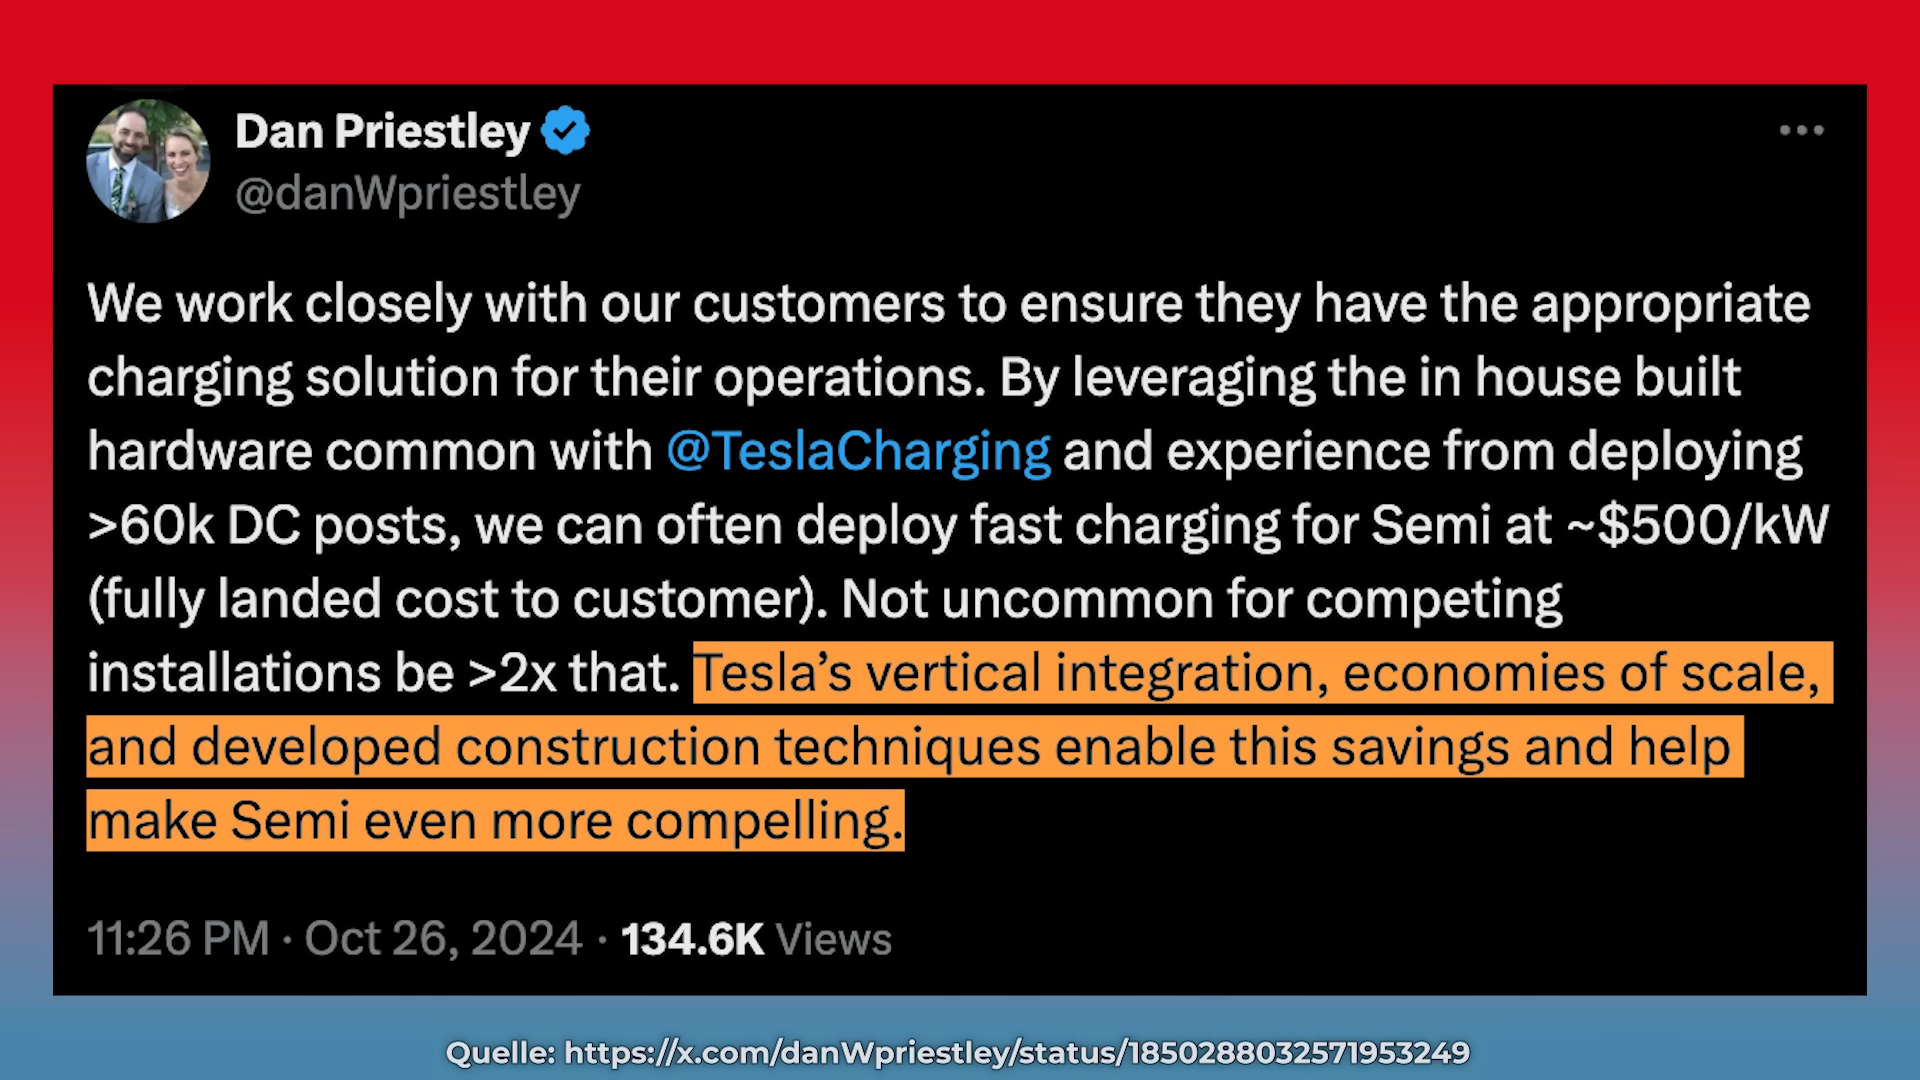 Dan Priestley
@danWpriestley
We work closely with our customers to ensure they have the appropriate
charging solution for their operations. By leveraging the in house built
hardware common with @TeslaCharging and experience from deploying
>60k DC posts, we can often deploy fast charging for Semi at ~$500/kW
(fully landed cost to customer). Not uncommon for competing
installations be >2x that. Tesla’s vertical integration, economies of scale,
and developed construction techniques enable this savings and help
make Semi even more compelling.
11:26 PM · Oct 26, 2024 · 134.6K Views
Quelle: https://x.com/danWpriestley/status/1850288032571953249